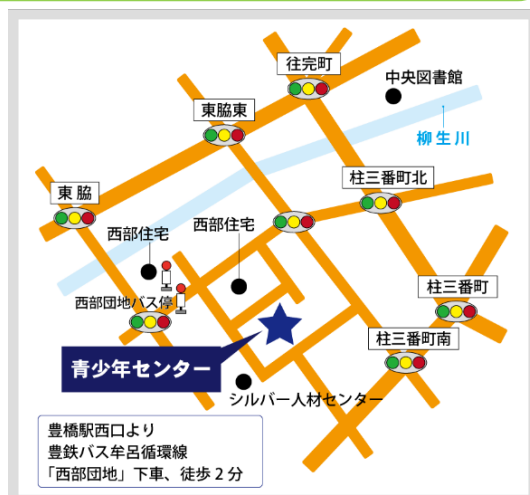 往完町
中央図書館
東脇東
柳生川
柱三番町北
東脇
西部住宅
西部住宅
西部団地バス停
柱三番町
柱三番町南
青少年センター
シルバー人材センター
豊橋駅西口より
豊鉄バス牟呂循環線
「西部団地」下車、徒歩2分